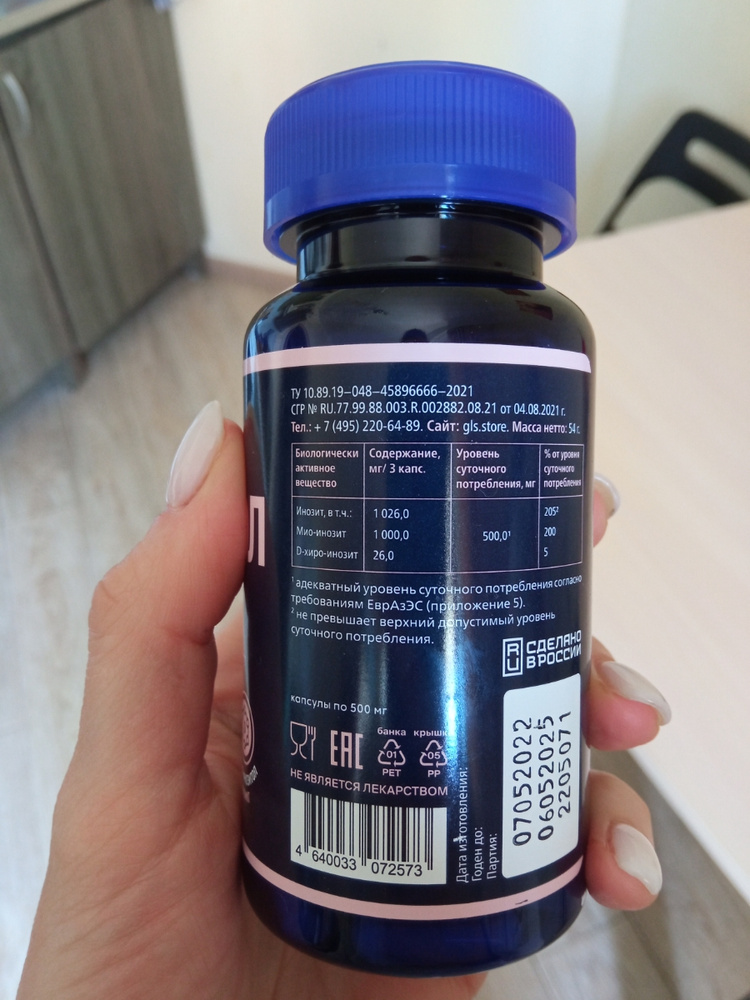 Л
ТУ 10.89.19–048–45896666–2021
СГР № RU.77.99.88.003.R.002882.08.21 от 04.08.2021 г.
Тел.: + 7 (495) 220-64-89. Сайт: gls.store. Масса нетто: 54 г.
Биологически активное вещество | Содержание, мг/ 3 капс. | Уровень суточного потребления, мг | % от уровня суточного потребления
Инозит, в т.ч.: 1 026,0 205²
Мио-инозит 1 000,0 500,0¹ 200
D-хиро-инозит 26,0 5
¹ адекватный уровень суточного потребления согласно
требованиям ЕврАзЭС (приложение 5).
² не превышает верхний допустимый уровень
суточного потребления.
RU СДЕЛАНО
В РОССИИ
капсулы по 500 мг
банка крышка
EAC 01 05
PET PP
НЕ ЯВЛЯЕТСЯ ЛЕКАРСТВОМ
4 640033 072573
Дата изготовления: 07052022
Годен до: 06052025
Партия: 2205071